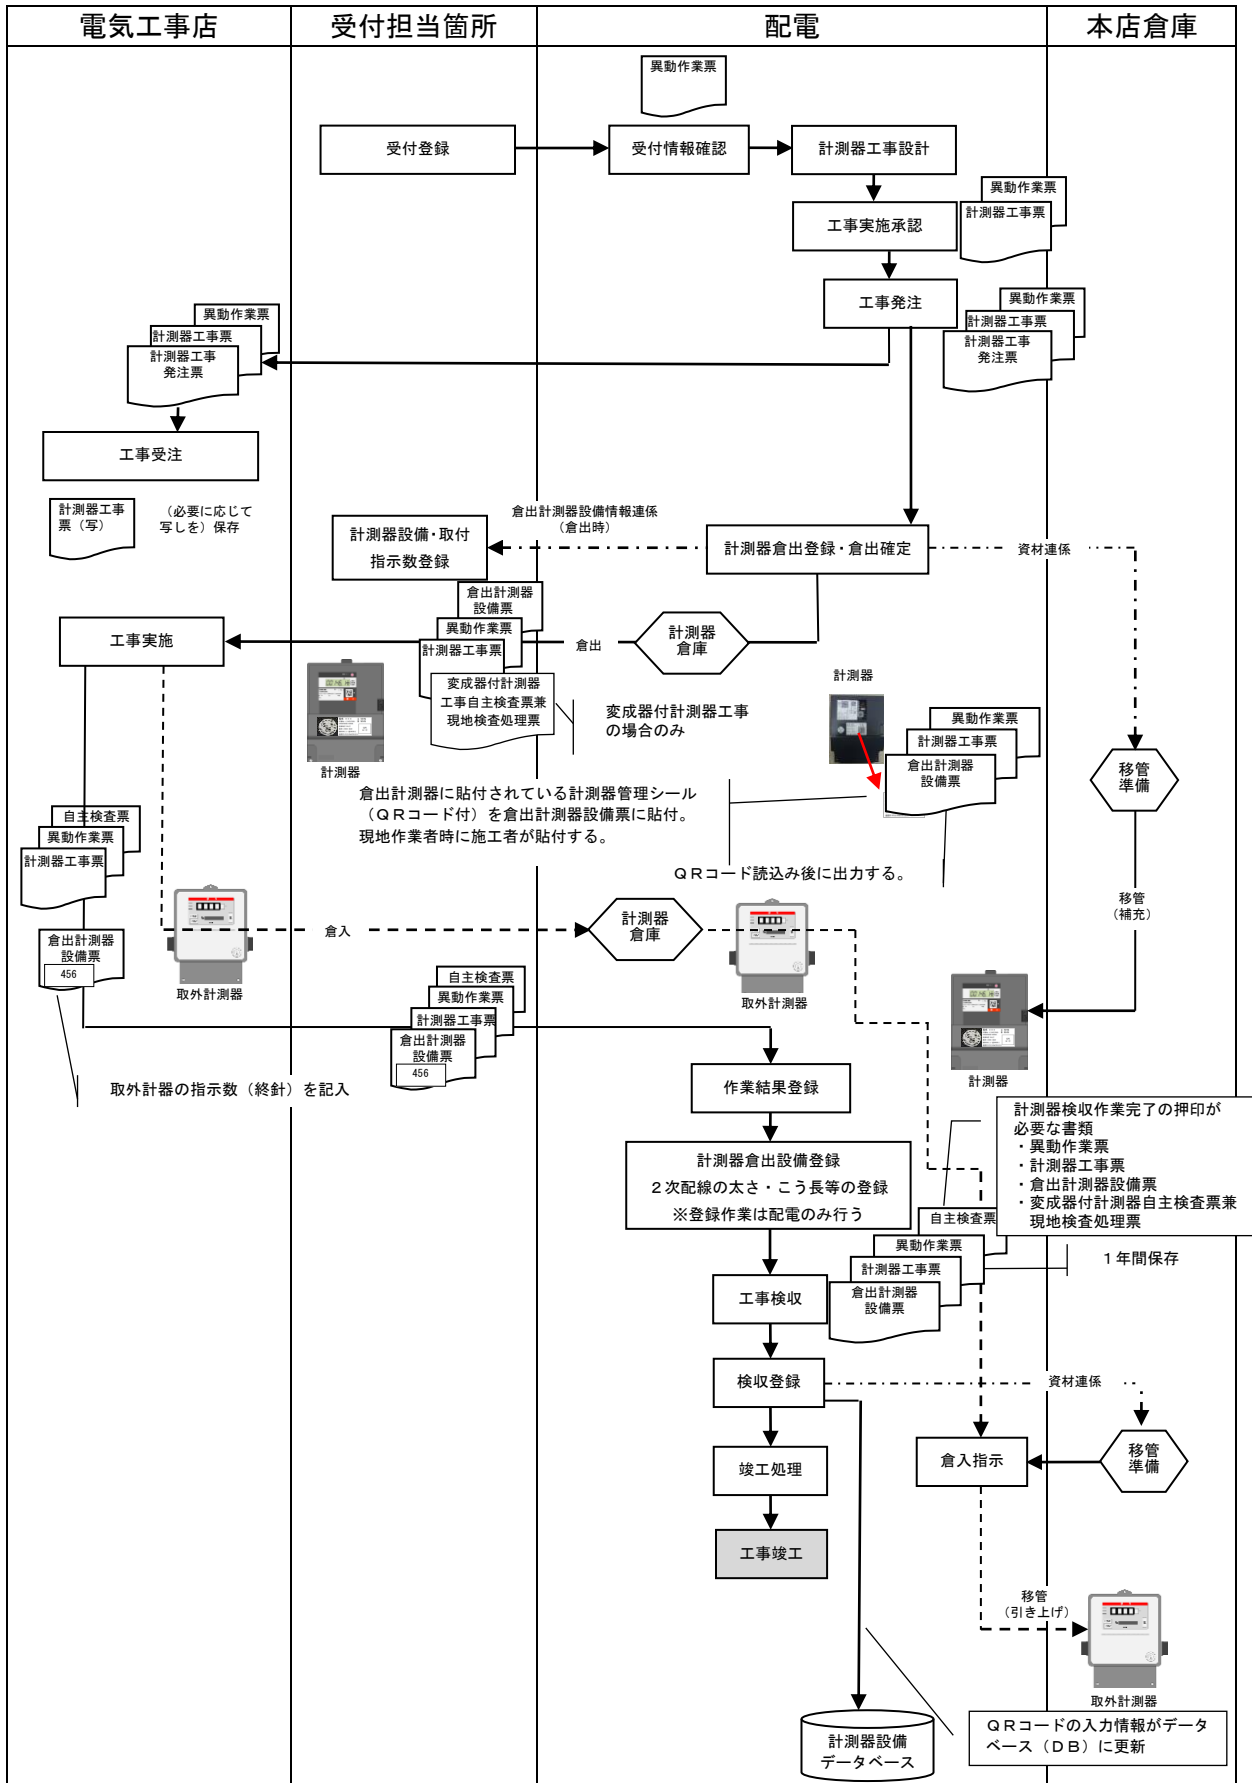 電気工事店
受付担当箇所
配電
本店倉庫
異動作業票
受付登録
受付情報確認
計測器工事設計
異動作業票
計測器工事票
工事実施承認
工事発注
異動作業票
計測器工事票
計測器工事
発注票
異動作業票
計測器工事票
計測器工事
発注票
工事受注
計測器工事
票（写）
（必要に応じて
写しを）保存
倉出計測器設備情報連係
（倉出時）
計測器設備・取付
指示数登録
計測器倉出登録・倉出確定
資材連係
倉出計測器
設備票
異動作業票
計測器工事票
変成器付計測器
工事自主検査票兼
現地検査処理票
工事実施
倉出
計測器
倉庫
計測器
変成器付計測器工事
の場合のみ
計測器
異動作業票
計測器工事票
倉出計測器
設備票
移管
準備
倉出計測器に貼付されている計測器管理シール
（ＱＲコード付）を倉出計測器設備票に貼付。
現地作業者時に施工者が貼付する。
ＱＲコード読込み後に出力する。
自主検査票
異動作業票
計測器工事票
倉出計測器
設備票
456
取外計測器
倉入
計測器
倉庫
取外計測器
移管
（補充）
計測器
自主検査票
異動作業票
計測器工事票
倉出計測器
設備票
456
取外計器の指示数（終針）を記入
作業結果登録
計測器倉出設備登録
２次配線の太さ・こう長等の登録
※登録作業は配電のみ行う
計測器検収作業完了の押印が
必要な書類
・異動作業票
・計測器工事票
・倉出計測器設備票
・変成器付計測器自主検査票兼
現地検査処理票
自主検査票
異動作業票
計測器工事票
倉出計測器
設備票
１年間保存
工事検収
検収登録
資材連係
竣工処理
倉入指示
移管
準備
工事竣工
移管
（引き上げ）
取外計測器
計測器設備
データベース
ＱＲコードの入力情報がデータ
ベース（ＤＢ）に更新